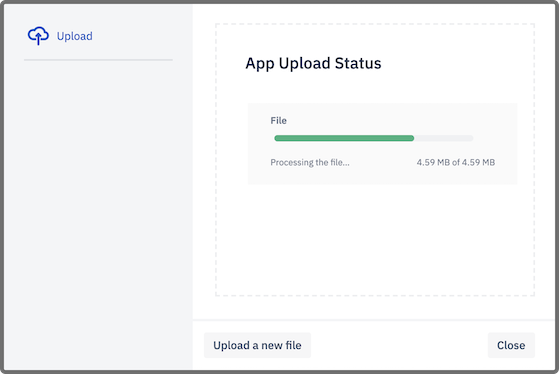 Upload
App Upload Status
File
Processing the file...
4.59 MB of 4.59 MB
Upload a new file
Close